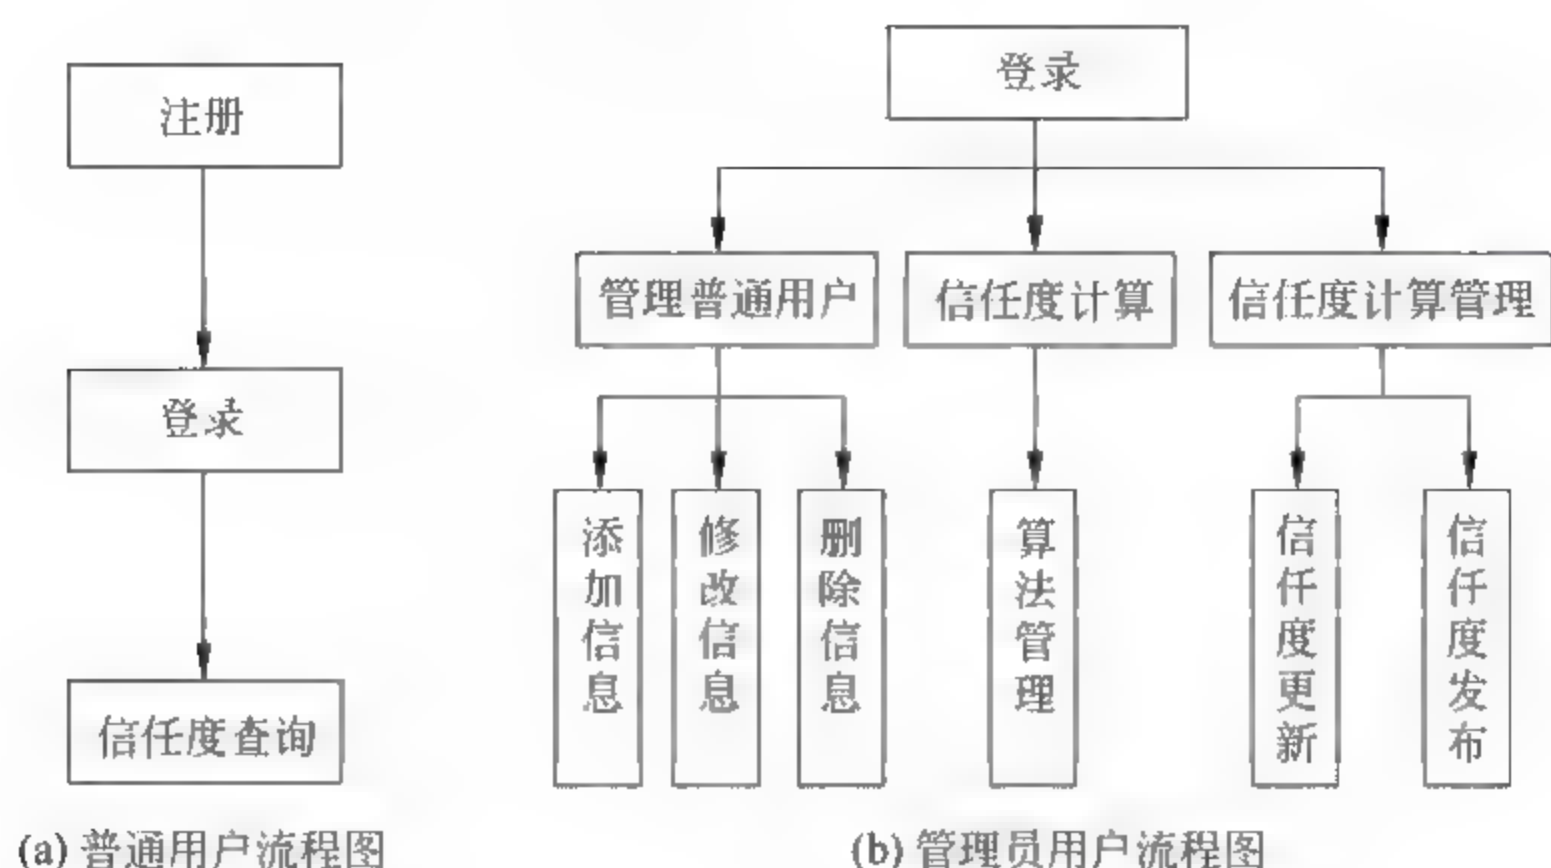 注册
登录
信任度查询
(a) 普通用户流程图
登录
管理普通用户
信任度计算
信任度计算管理
添加信息
修改信息
删除信息
算法管理
信任度更新
信任度发布
(b) 管理员用户流程图